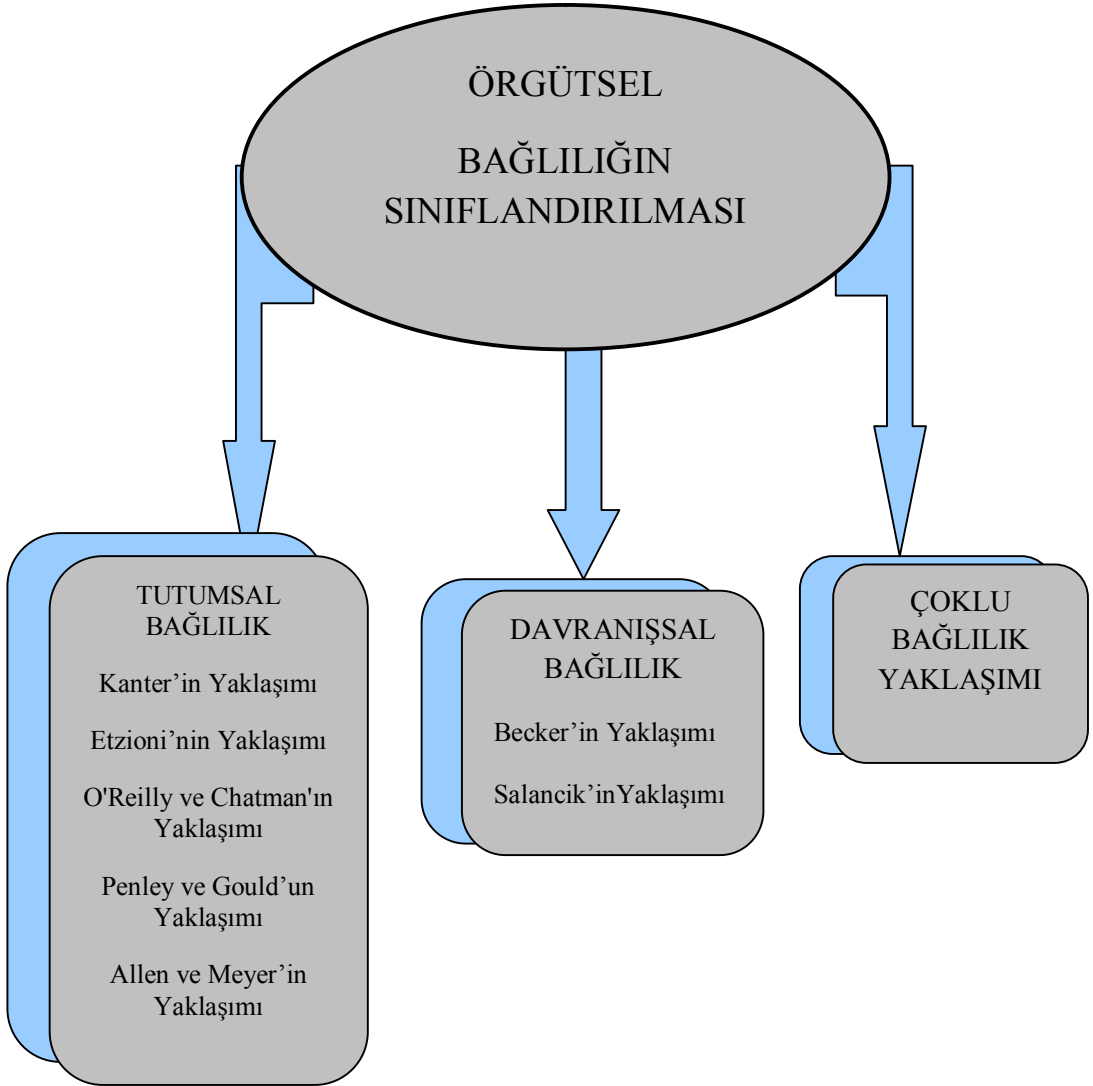 ÖRGÜTSEL
BAĞLILIĞIN
SINIFLANDIRILMASI
TUTUMSAL
BAĞLILIK
Kanter’in Yaklaşımı
Etzioni’nin Yaklaşımı
O'Reilly ve Chatman'ın
Yaklaşımı
Penley ve Gould’un
Yaklaşımı
Allen ve Meyer’in
Yaklaşımı
DAVRANIŞSAL
BAĞLILIK
Becker’in Yaklaşımı
Salancik’inYaklaşımı
ÇOKLU
BAĞLILIK
YAKLAŞIMI